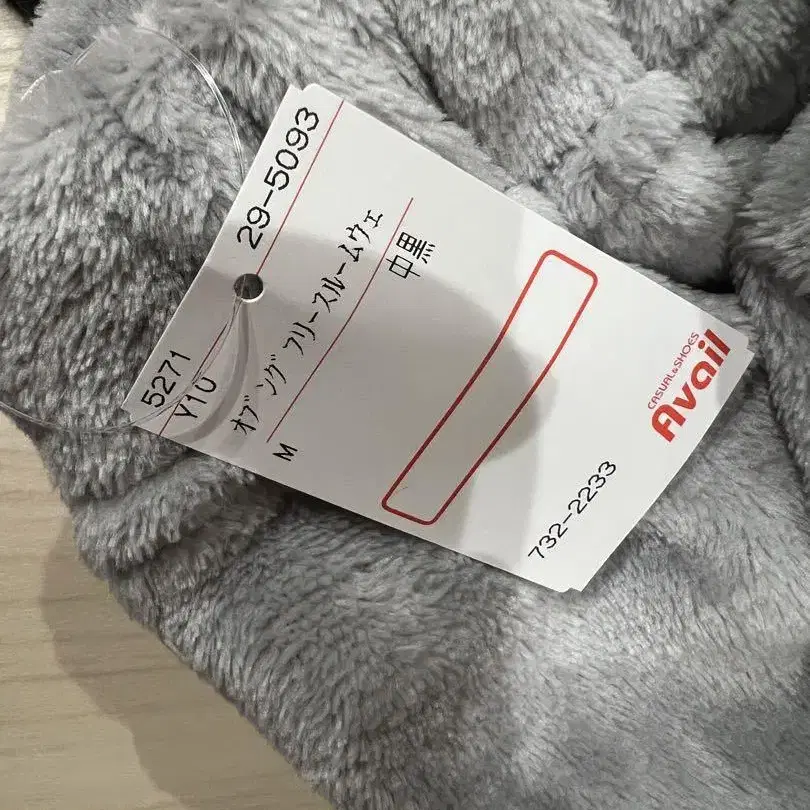 5271
29-5093
Y10
オブング フリースルームウェ
M
中黒
732-2233
CASUAL&SHOES
Avail